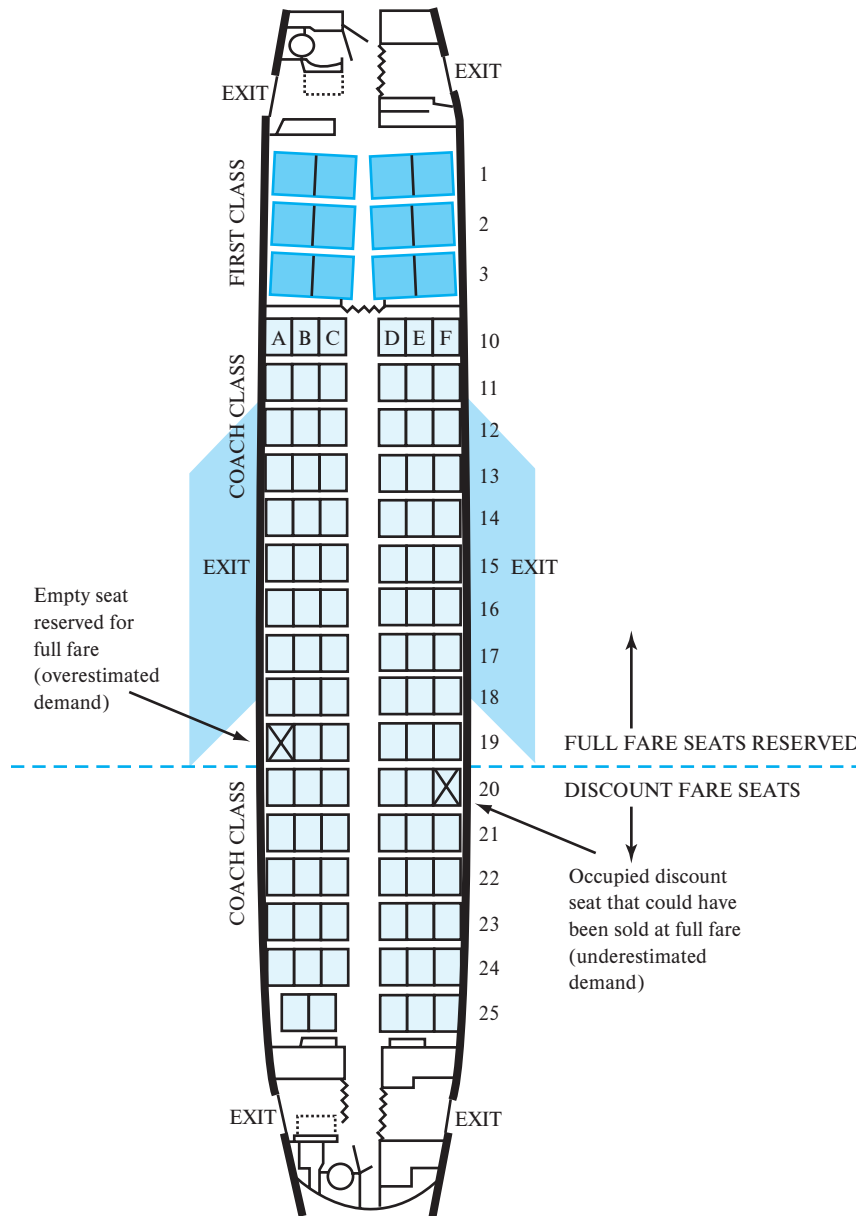 EXIT
EXIT
FIRST CLASS
1
2
3
A B C D E F 10
COACH CLASS
11
12
13
14
EXIT
15 EXIT
16
17
18
19
Empty seat
reserved for
full fare
(overestimated
demand)
FULL FARE SEATS RESERVED
20
DISCOUNT FARE SEATS
COACH CLASS
21
22
23
24
25
Occupied discount
seat that could have
been sold at full fare
(underestimated
demand)
EXIT
EXIT